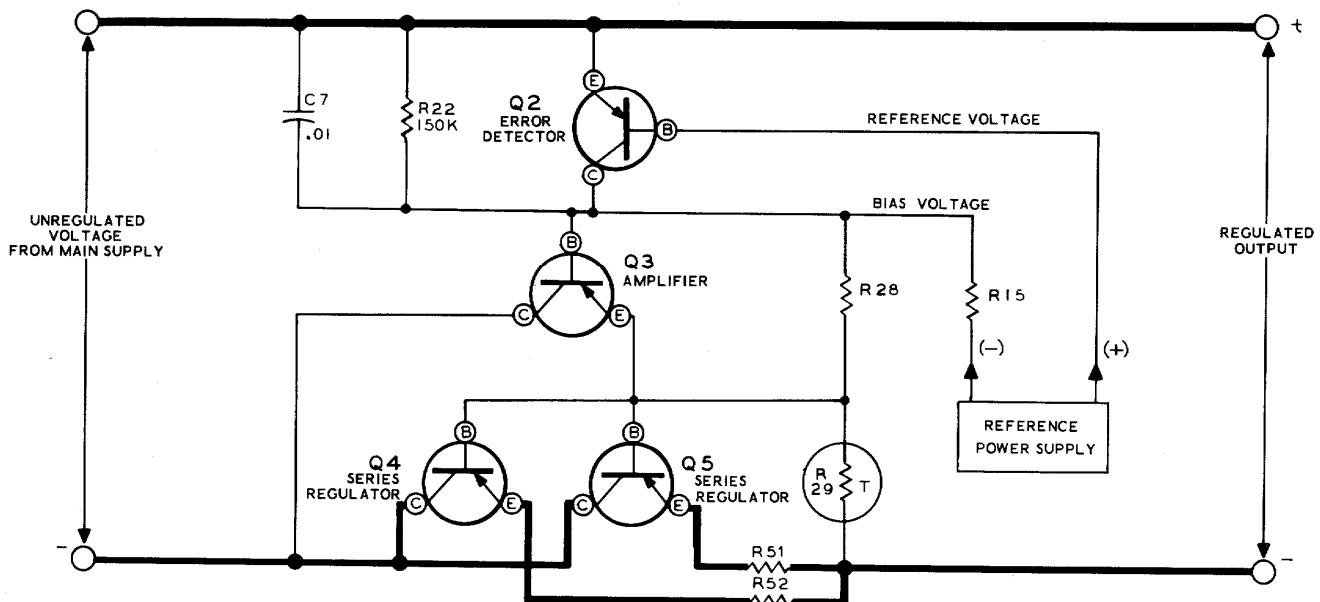 +
C7
.01
R22
150K
Q2
ERROR
DETECTOR
E
B
C
REFERENCE VOLTAGE
UNREGULATED
VOLTAGE
FROM MAIN SUPPLY
BIAS VOLTAGE
REGULATED
OUTPUT
B
Q3
AMPLIFIER
C
E
R28
R15
(-)
(+)
REFERENCE
POWER SUPPLY
B
Q4
SERIES
REGULATOR
C
E
B
Q5
SERIES
REGULATOR
C
E
R
29
T
-
R51
R52
-